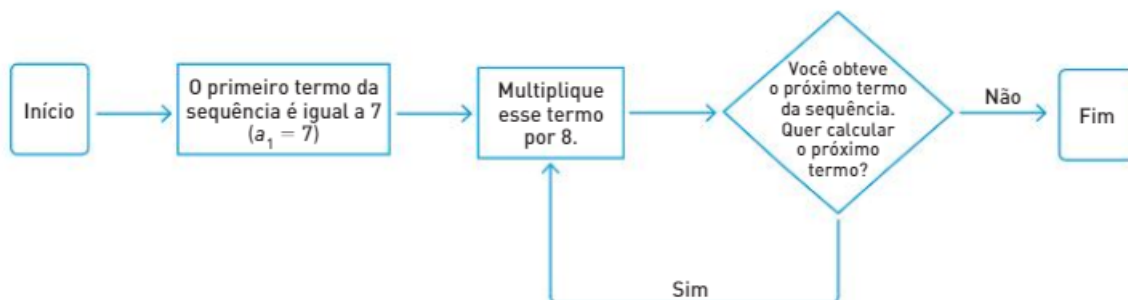 Início
O primeiro termo da
sequência é igual a 7
(a₁ = 7)
Multiplique
esse termo
por 8.
Você obteve
o próximo termo
da sequência.
Quer calcular
o próximo
termo?
Não
Fim
Sim